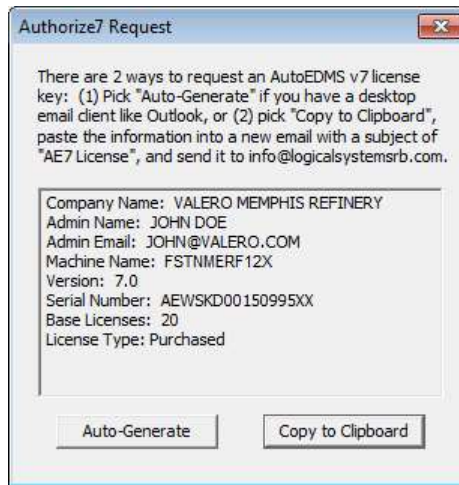 Authorize7 Request
There are 2 ways to request an AutoEDMS v7 license
key: (1) Pick "Auto-Generate" if you have a desktop
email client like Outlook, or (2) pick "Copy to Clipboard",
paste the information into a new email with a subject of
"AE7 License", and send it to info@logicalsystemsrb.com.
Company Name: VALERO MEMPHIS REFINERY
Admin Name: JOHN DOE
Admin Email: JOHN@VALERO.COM
Machine Name: FSTNMERF12X
Version: 7.0
Serial Number: AEWSKD00150995XX
Base Licenses: 20
License Type: Purchased
Auto-Generate
Copy to Clipboard